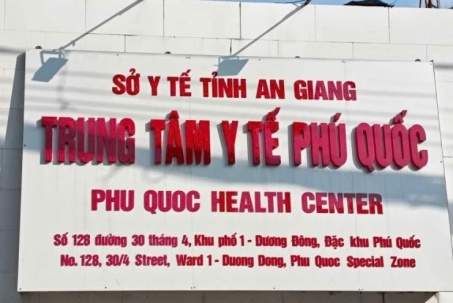 SỞ Y TẾ TỈNH AN GIANG
TRUNG TÂM Y TẾ PHÚ QUỐC
PHU QUOC HEALTH CENTER
Số 128 đường 30 tháng 4, Khu phố 1 - Dương Đông, Đặc khu Phú Quốc
No. 128, 30/4 Street, Ward 1 - Duong Dong, Phu Quoc Special Zone